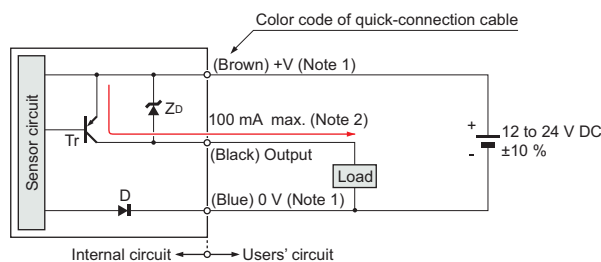 Color code of quick-connection cable
(Brown) +V (Note 1)
Sensor circuit
Tr
ZD
100 mA max. (Note 2)
(Black) Output
+
-
12 to 24 V DC
±10 %
Load
D
(Blue) 0 V (Note 1)
Internal circuit
Users' circuit